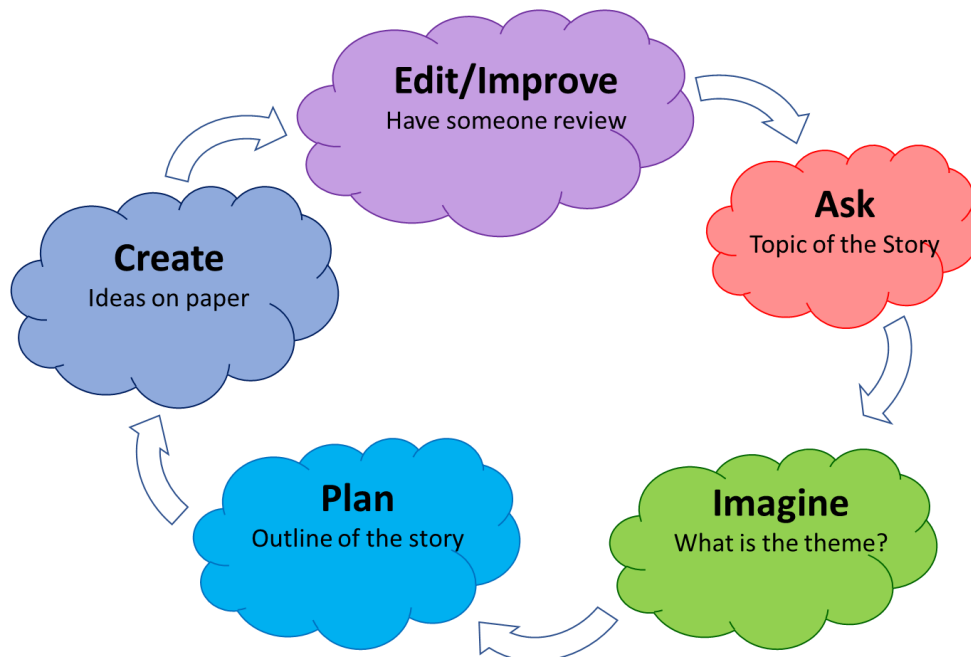 Edit/Improve
Have someone review
Ask
Topic of the Story
Imagine
What is the theme?
Plan
Outline of the story
Create
Ideas on paper